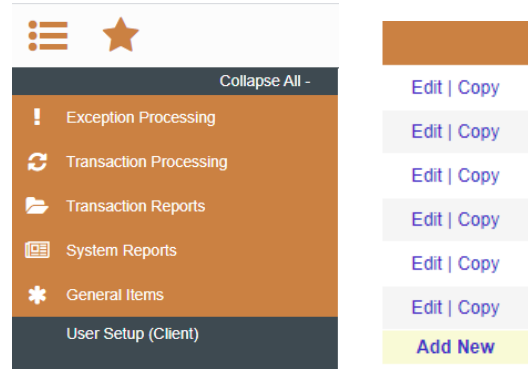 Collapse All -
Exception Processing
Transaction Processing
Transaction Reports
System Reports
General Items
User Setup (Client)
Edit | Copy
Edit | Copy
Edit | Copy
Edit | Copy
Edit | Copy
Edit | Copy
Add New